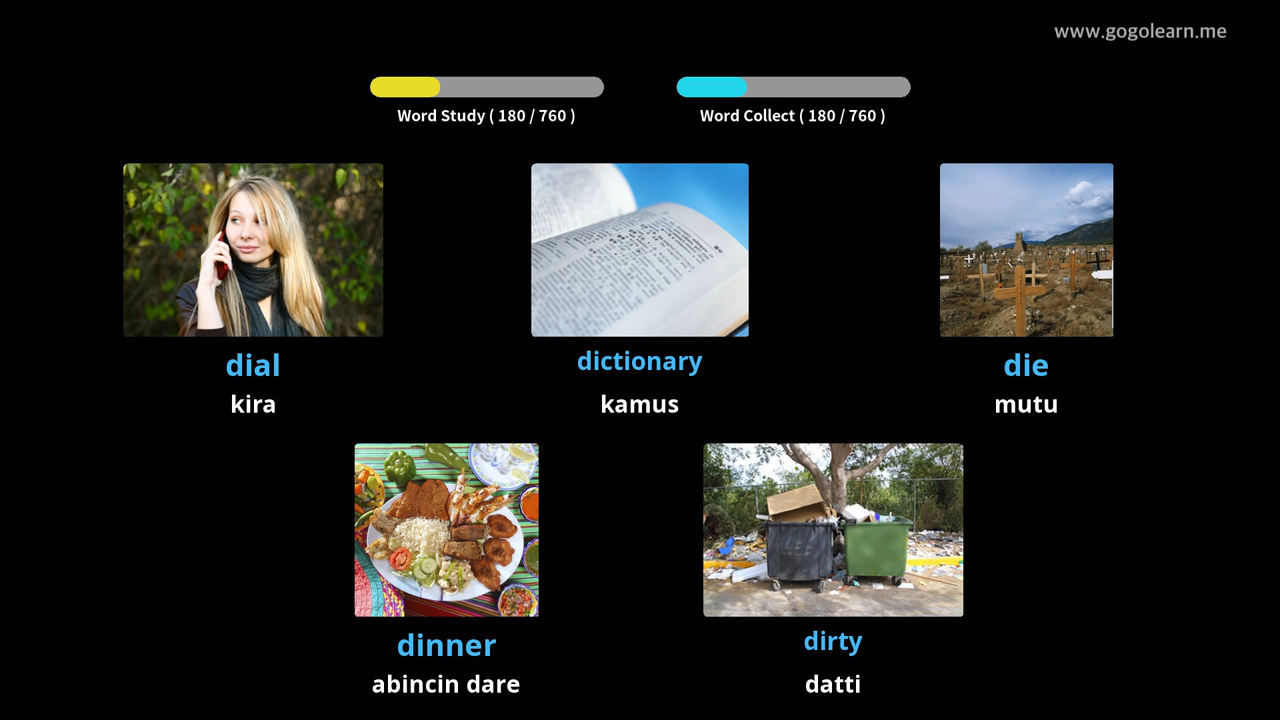 www.gogolearn.me
Word Study ( 180 / 760 )
Word Collect ( 180 / 760 )
dial
kira
dictionary
kamus
die
mutu
dinner
abincin dare
dirty
datti